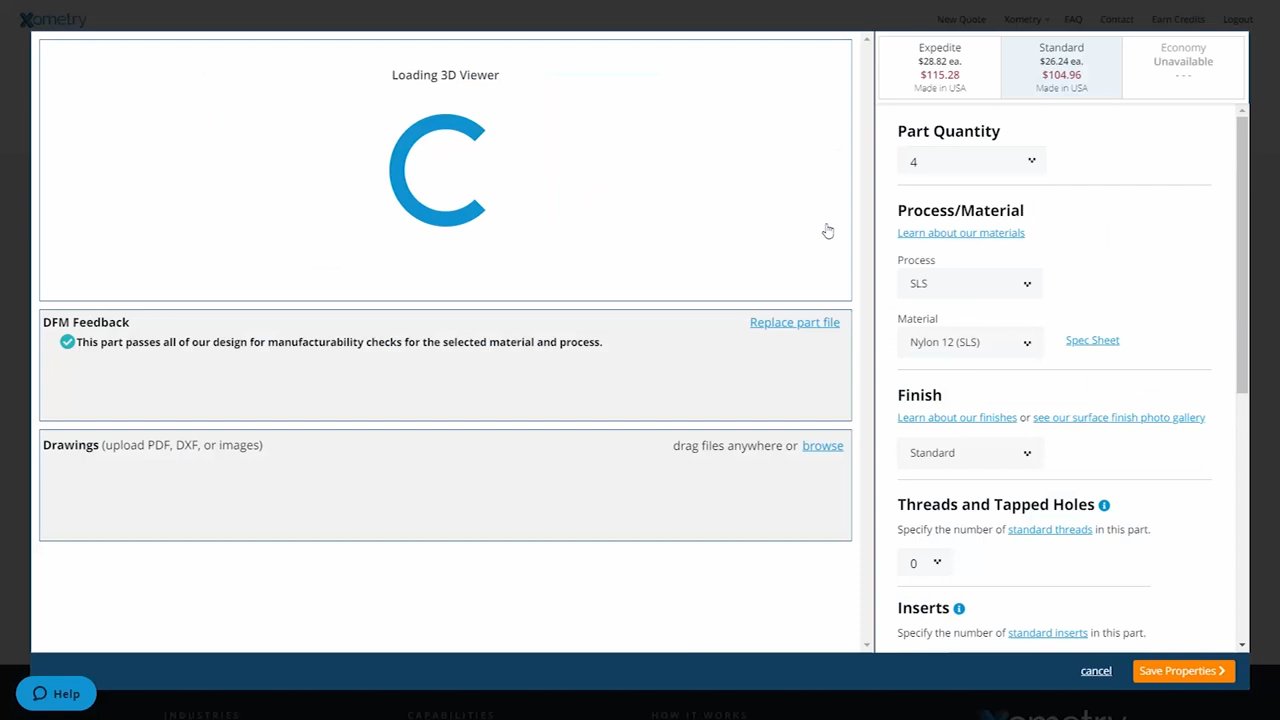 Xometry
New Quote
Xometry
FAQ
Contact
Earn Credits
Logout
Loading 3D Viewer
Expedite
$28.82 ea.
$115.28
Made in USA
Standard
$26.24 ea.
$104.96
Made in USA
Economy
Unavailable
- - -
Part Quantity
4
Process/Material
Learn about our materials
Process
SLS
Material
Nylon 12 (SLS)
Spec Sheet
Finish
Learn about our finishes or see our surface finish photo gallery
Standard
Threads and Tapped Holes
Specify the number of standard threads in this part.
0
Inserts
Specify the number of standard inserts in this part.
DFM Feedback
Replace part file
This part passes all of our design for manufacturability checks for the selected material and process.
Drawings (upload PDF, DXF, or images)
drag files anywhere or browse
cancel
Save Properties
Help
INDUSTRIES
CAPABILITIES
HOW IT WORKS
Xometry